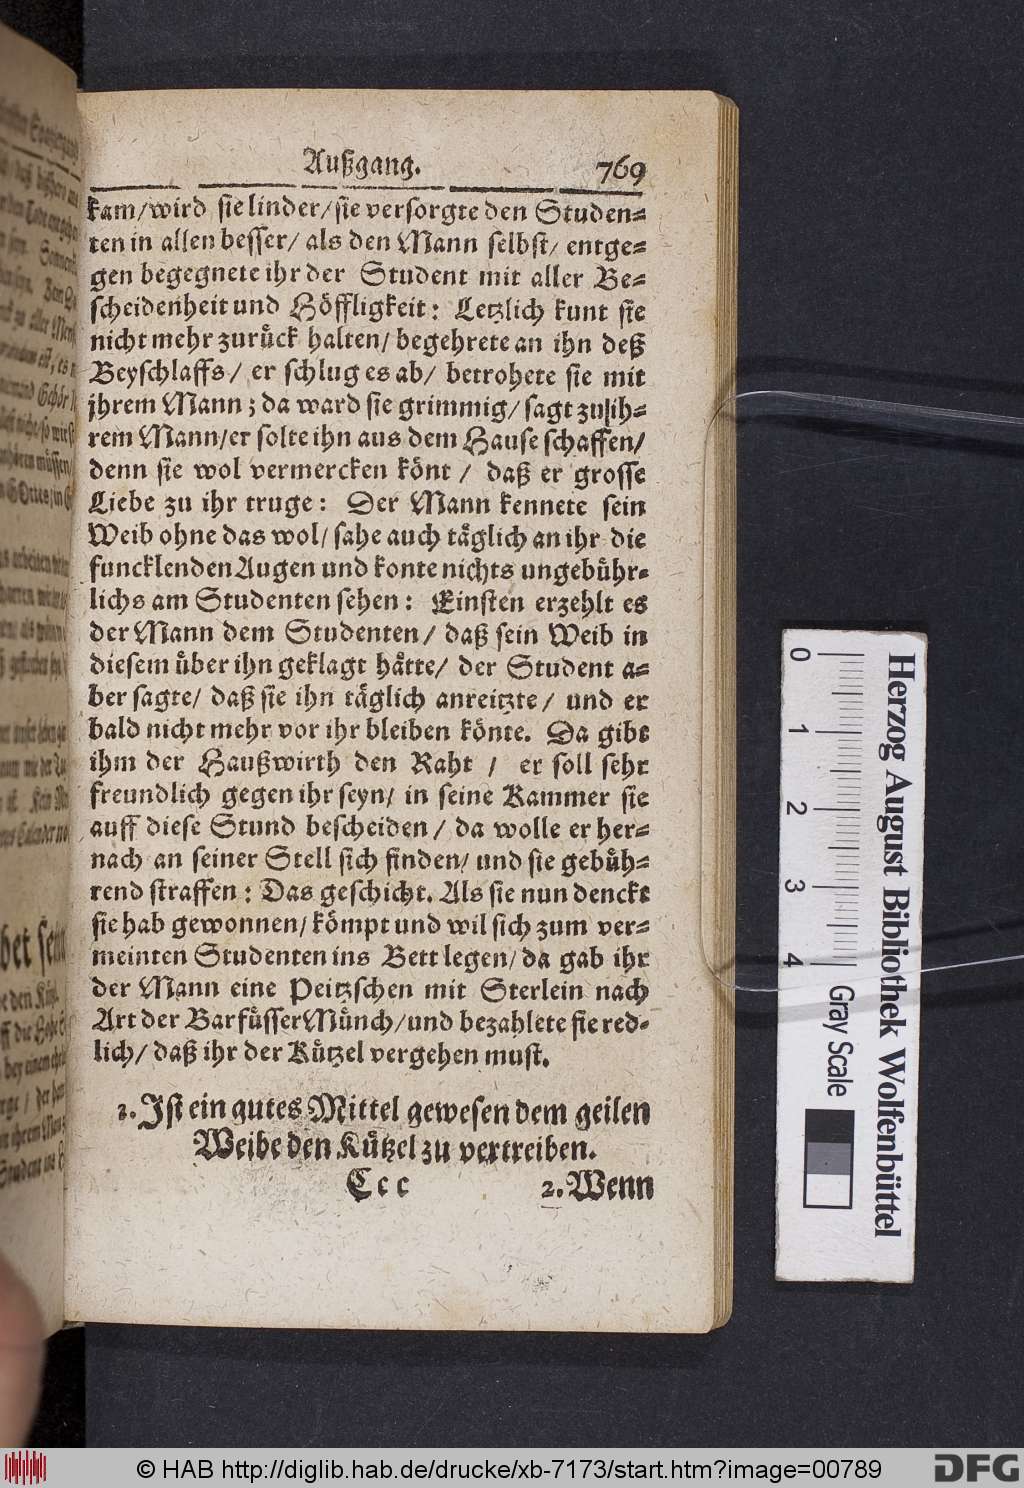 Außgang. 769
kam/wird sie linder/sie versorgte den Studen=
ten in allen besser/ als den Mann selbst/ entge=
gen begegnete ihr der Student mit aller Be=
scheidenheit und Höffligkeit: Letzlich kunt sie
nicht mehr zurück halten/ begehrete an ihn deß
Beyschlaffs/ er schlug es ab/ betrohete sie mit
jhrem Mann; da ward sie grimmig/ sagt zu ih=
rem Mann/er solte ihn aus dem Hause schaffen/
denn sie wol vermercken könt / daß er grosse
Liebe zu ihr truge: Der Mann kennete sein
Weib ohne das wol/ sahe auch täglich an ihr die
funcklenden Augen und konte nichts ungebühr=
lichs am Studenten sehen: Einsten erzehlt es
der Mann dem Studenten/ daß sein Weib in
diesem über ihn geklagt hätte/ der Student a=
ber sagte/ daß sie ihn täglich anreitzte/ und er
bald nicht mehr vor ihr bleiben könte. Da gibt
ihm der Haußwirth den Raht / er soll sehr
freundlich gegen ihr seyn/ in seine Kammer sie
auff diese Stund bescheiden/ da wolle er her=
nach an seiner Stell sich finden/ und sie gebüh=
rend straffen: Das geschicht. Als sie nun denckt
sie hab gewonnen/ kömpt und wil sich zum ver=
meinten Studenten ins Bett legen/ da gab ihr
der Mann eine Peitzschen mit Sterlein nach
Art der Barfüsser Münch/und bezahlete sie red=
lich/ daß ihr der Kützel vergehen must.
1. Ist ein gutes Mittel gewesen dem geilen
Weibe den Kützel zu vertreiben.
Ccc 2. Wenn
Herzog August Bibliothek Wolfenbüttel
0 1 2 3 4 Gray Scale
© HAB http://diglib.hab.de/drucke/xb-7173/start.htm?image=00789
DFG